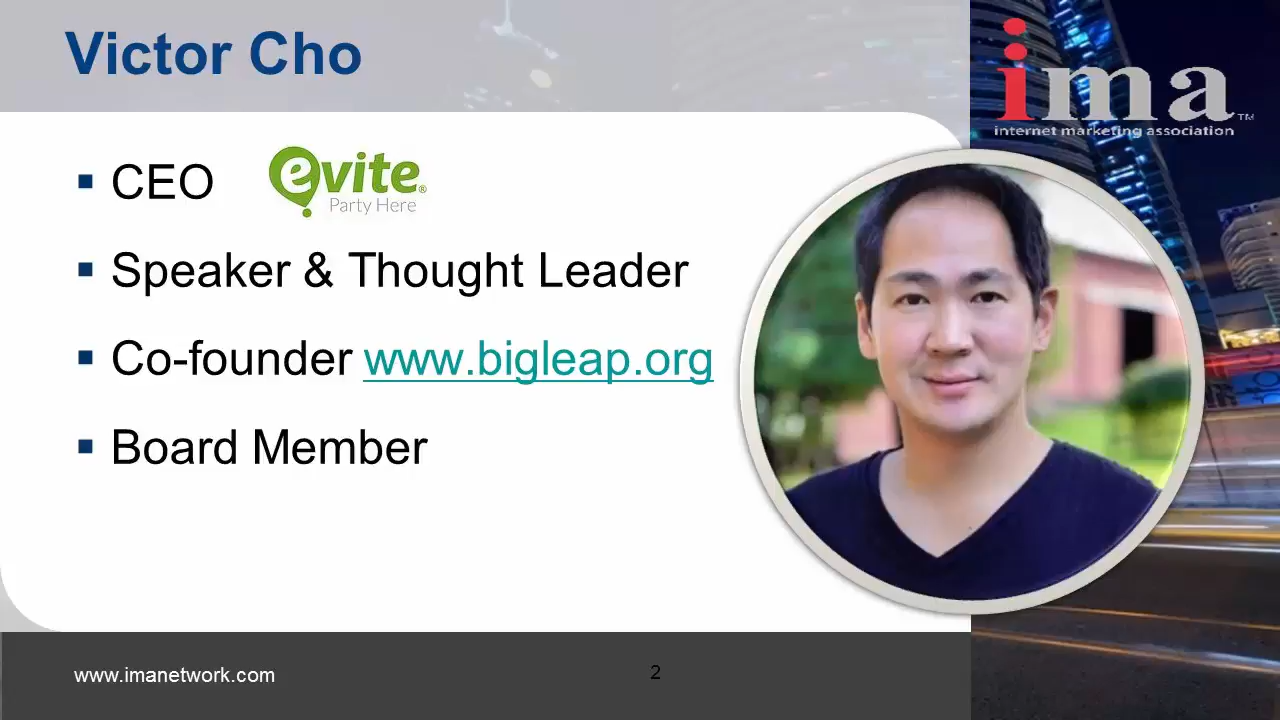 Victor Cho
ima™
internet marketing association
CEO
evite®
Party Here
Speaker & Thought Leader
Co-founder www.bigleap.org
Board Member
www.imanetwork.com
2